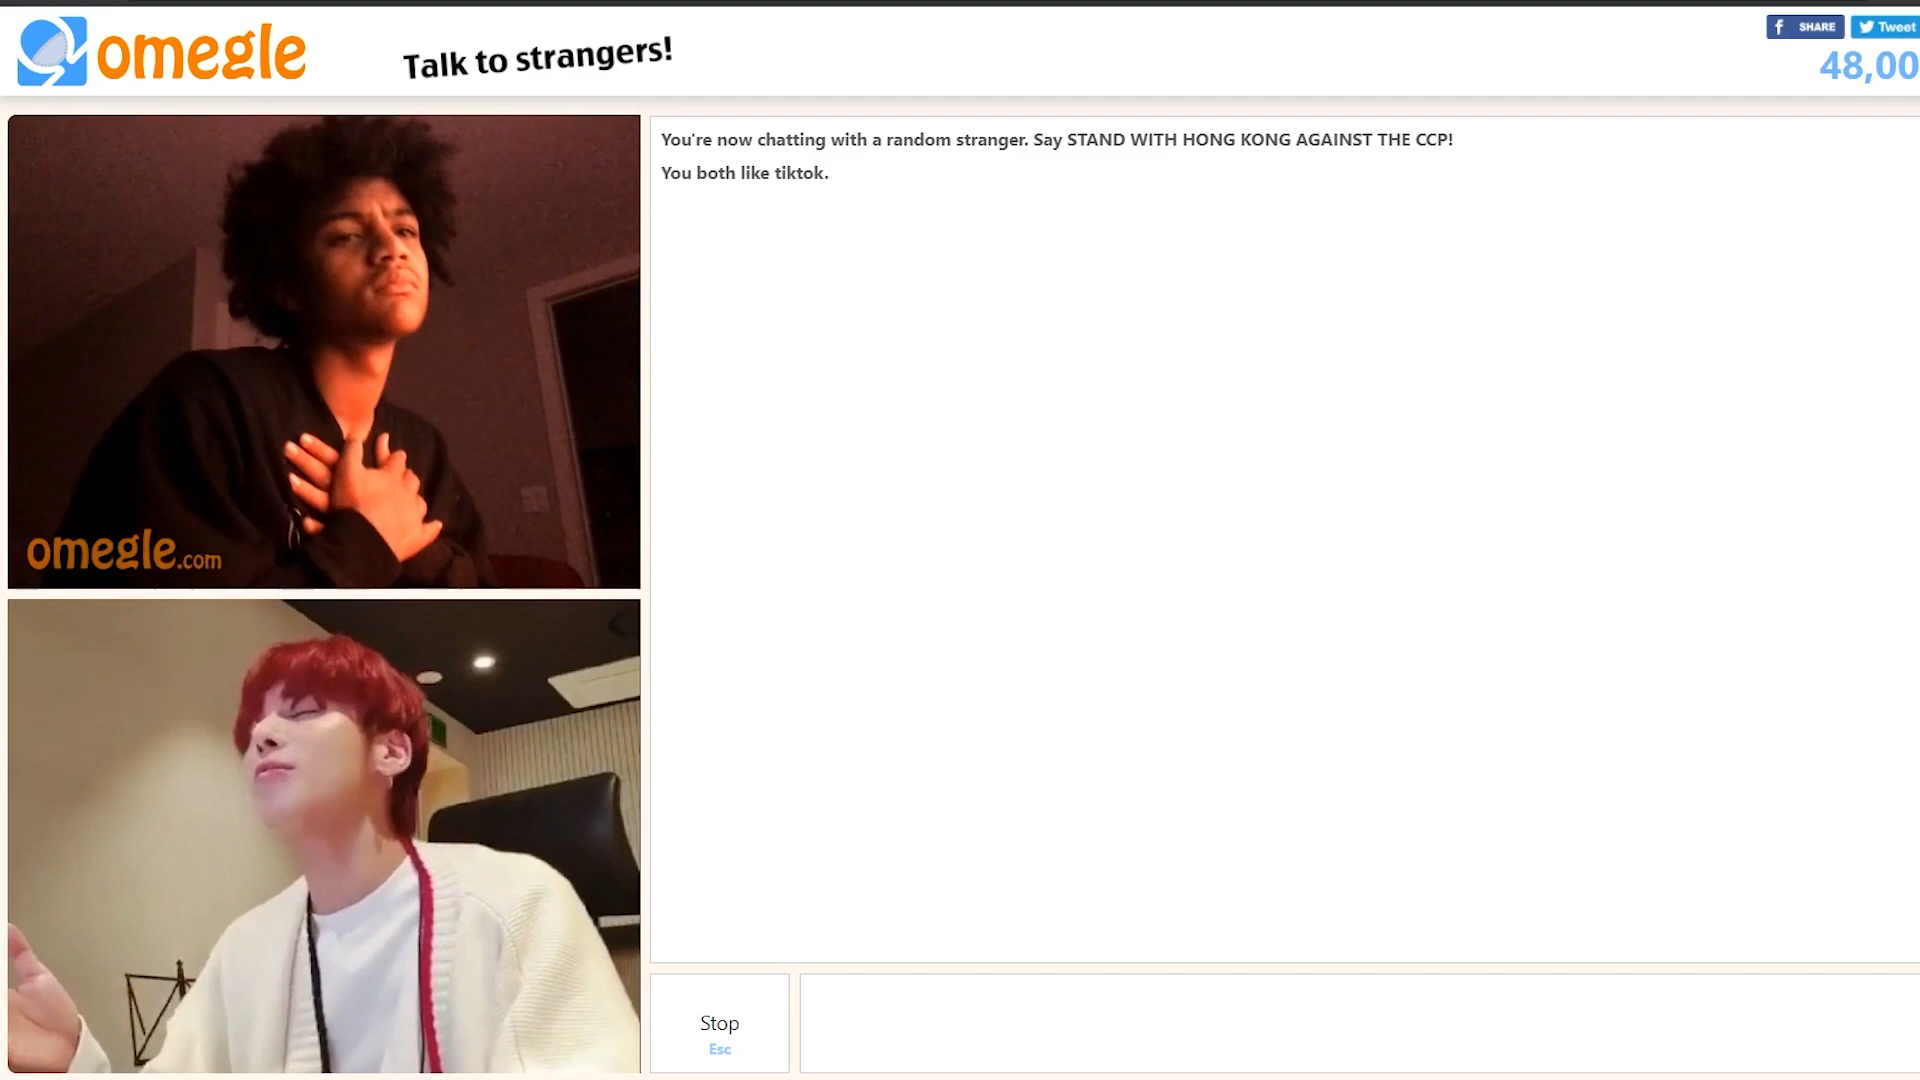 omegle
Talk to strangers!
SHARE
Tweet
48,00
You're now chatting with a random stranger. Say STAND WITH HONG KONG AGAINST THE CCP!
You both like tiktok.
omegle.com
Stop
Esc